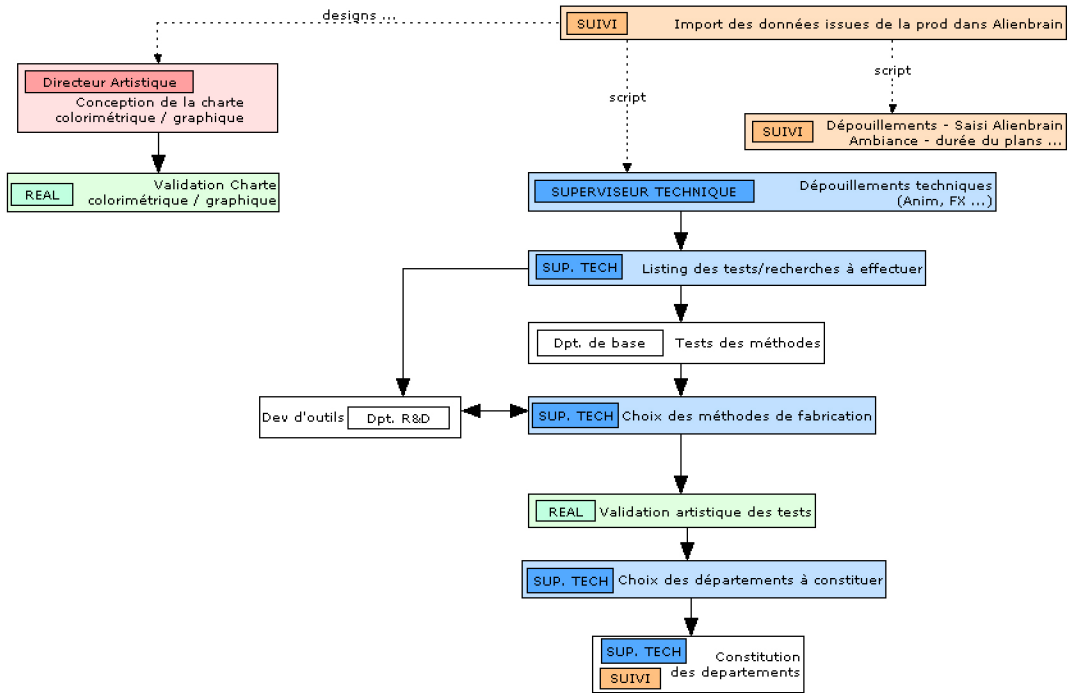 designs ...
SUIVI Import des données issues de la prod dans Alienbrain
Directeur Artistique
Conception de la charte
colorimétrique / graphique
script
script
SUIVI
Dépouillements - Saisi Alienbrain
Ambiance - durée du plans ...
REAL
Validation Charte
colorimétrique / graphique
SUPERVISEUR TECHNIQUE
Dépouillements techniques
(Anim, FX ...)
SUP. TECH Listing des tests/recherches à effectuer
Dpt. de base Tests des méthodes
Dev d'outils Dpt. R&D
SUP. TECH Choix des méthodes de fabrication
REAL Validation artistique des tests
SUP. TECH Choix des départements à constituer
SUP. TECH
SUIVI
Constitution
des departements